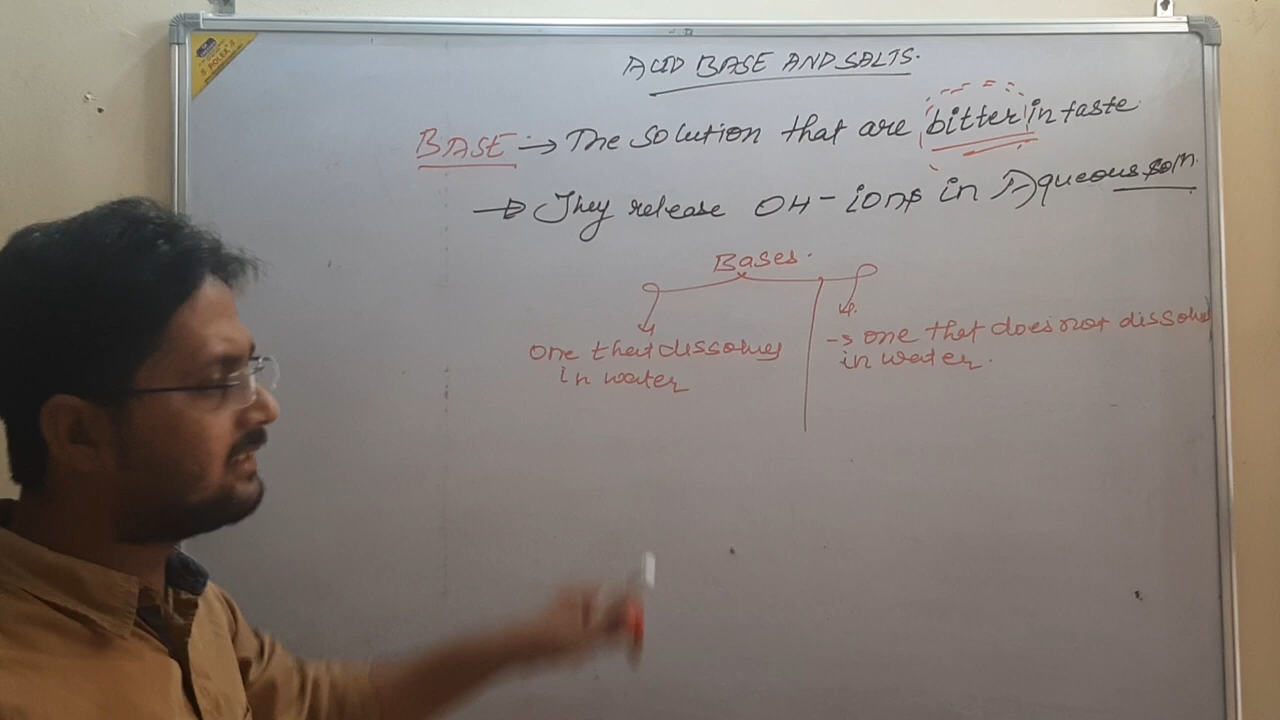 ACID BASE AND SALTS.
BASE → The solution that are bitter in taste
→ They release OH- ions in Aqueous soln.
Bases.
one that dissolves
in water
→ one that does not dissolve
in water.